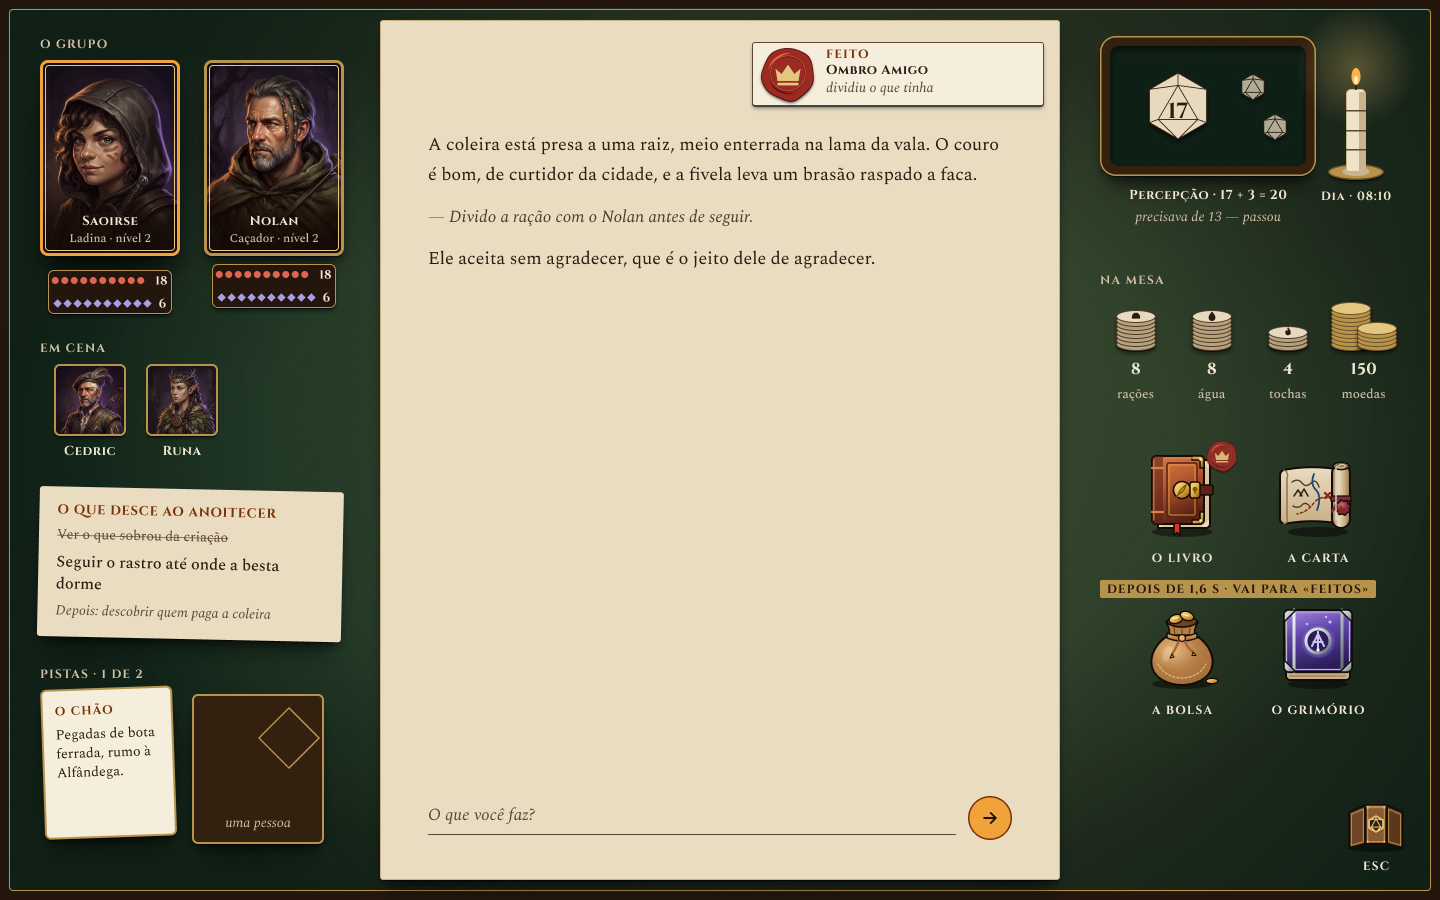 O GRUPO
SAOIRSE
Ladina · nível 2
18
6
NOLAN
Caçador · nível 2
18
6
EM CENA
CEDRIC
RUNA
O QUE DESCE AO ANOITECER
Ver o que sobrou da criação
Seguir o rastro até onde a besta
dorme
Depois: descobrir quem paga a coleira
PISTAS · 1 DE 2
O CHÃO
Pegadas de bota
ferrada, rumo à
Alfândega.
uma pessoa
FEITO
OMBRO AMIGO
dividiu o que tinha
A coleira está presa a uma raiz, meio enterrada na lama da vala. O couro
é bom, de curtidor da cidade, e a fivela leva um brasão raspado a faca.
— Divido a ração com o Nolan antes de seguir.
Ele aceita sem agradecer, que é o jeito dele de agradecer.
O que você faz?
17
PERCEPÇÃO · 17 + 3 = 20
precisava de 13 — passou
DIA · 08:10
NA MESA
8
rações
8
água
4
tochas
150
moedas
O LIVRO
A CARTA
DEPOIS DE 1,6 S · VAI PARA «FEITOS»
A BOLSA
O GRIMÓRIO
ESC